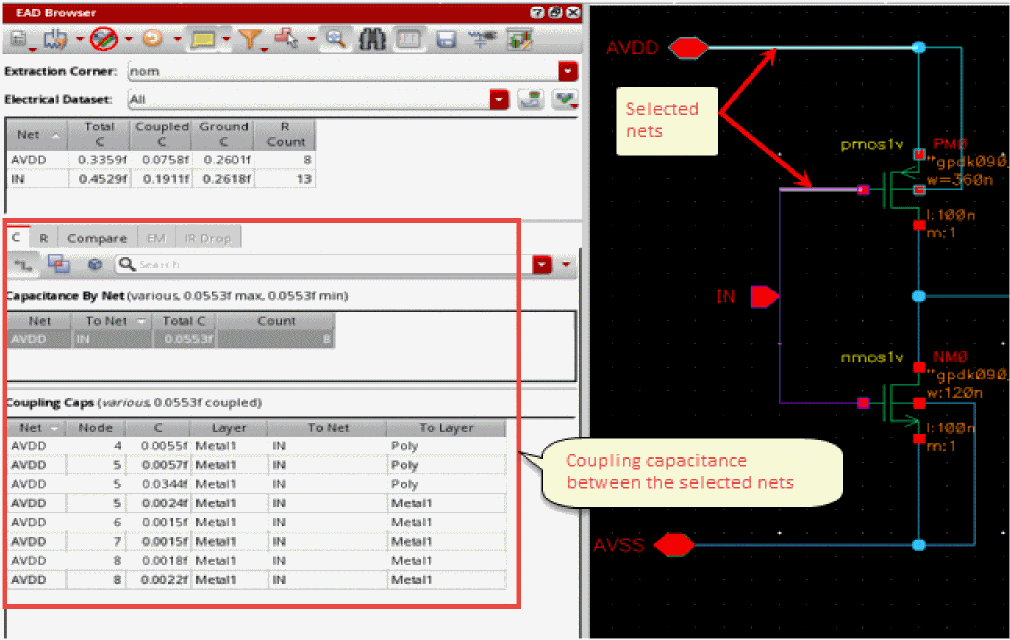 EAD Browser
Extraction Corner: nom
Electrical Dataset: All
Net Total C Coupled C Ground C R Count
AVDD 0.3359f 0.0758f 0.2601f 8
IN 0.4529f 0.1911f 0.2618f 13
C R Compare EM IR Drop
Search
Capacitance By Net (various, 0.0553f max, 0.0553f min)
Net To Net Total C Count
AVDD IN 0.0553f 8
Coupling Caps (various, 0.0553f coupled)
Net Node C Layer To Net To Layer
AVDD 4 0.0055f Metal1 IN Poly
AVDD 5 0.0057f Metal1 IN Poly
AVDD 5 0.0344f Metal1 IN Poly
AVDD 5 0.0024f Metal1 IN Metal1
AVDD 6 0.0015f Metal1 IN Metal1
AVDD 7 0.0015f Metal1 IN Metal1
AVDD 8 0.0018f Metal1 IN Metal1
AVDD 8 0.0022f Metal1 IN Metal1
AVDD
Selected
nets
pmos1v PM0
"gpdk090
w=360n
l:100n
m:1
IN
nmos1v NM0
"gpdk090
w:120n
l:100n
m:1
Coupling capacitance
between the selected nets
AVSS